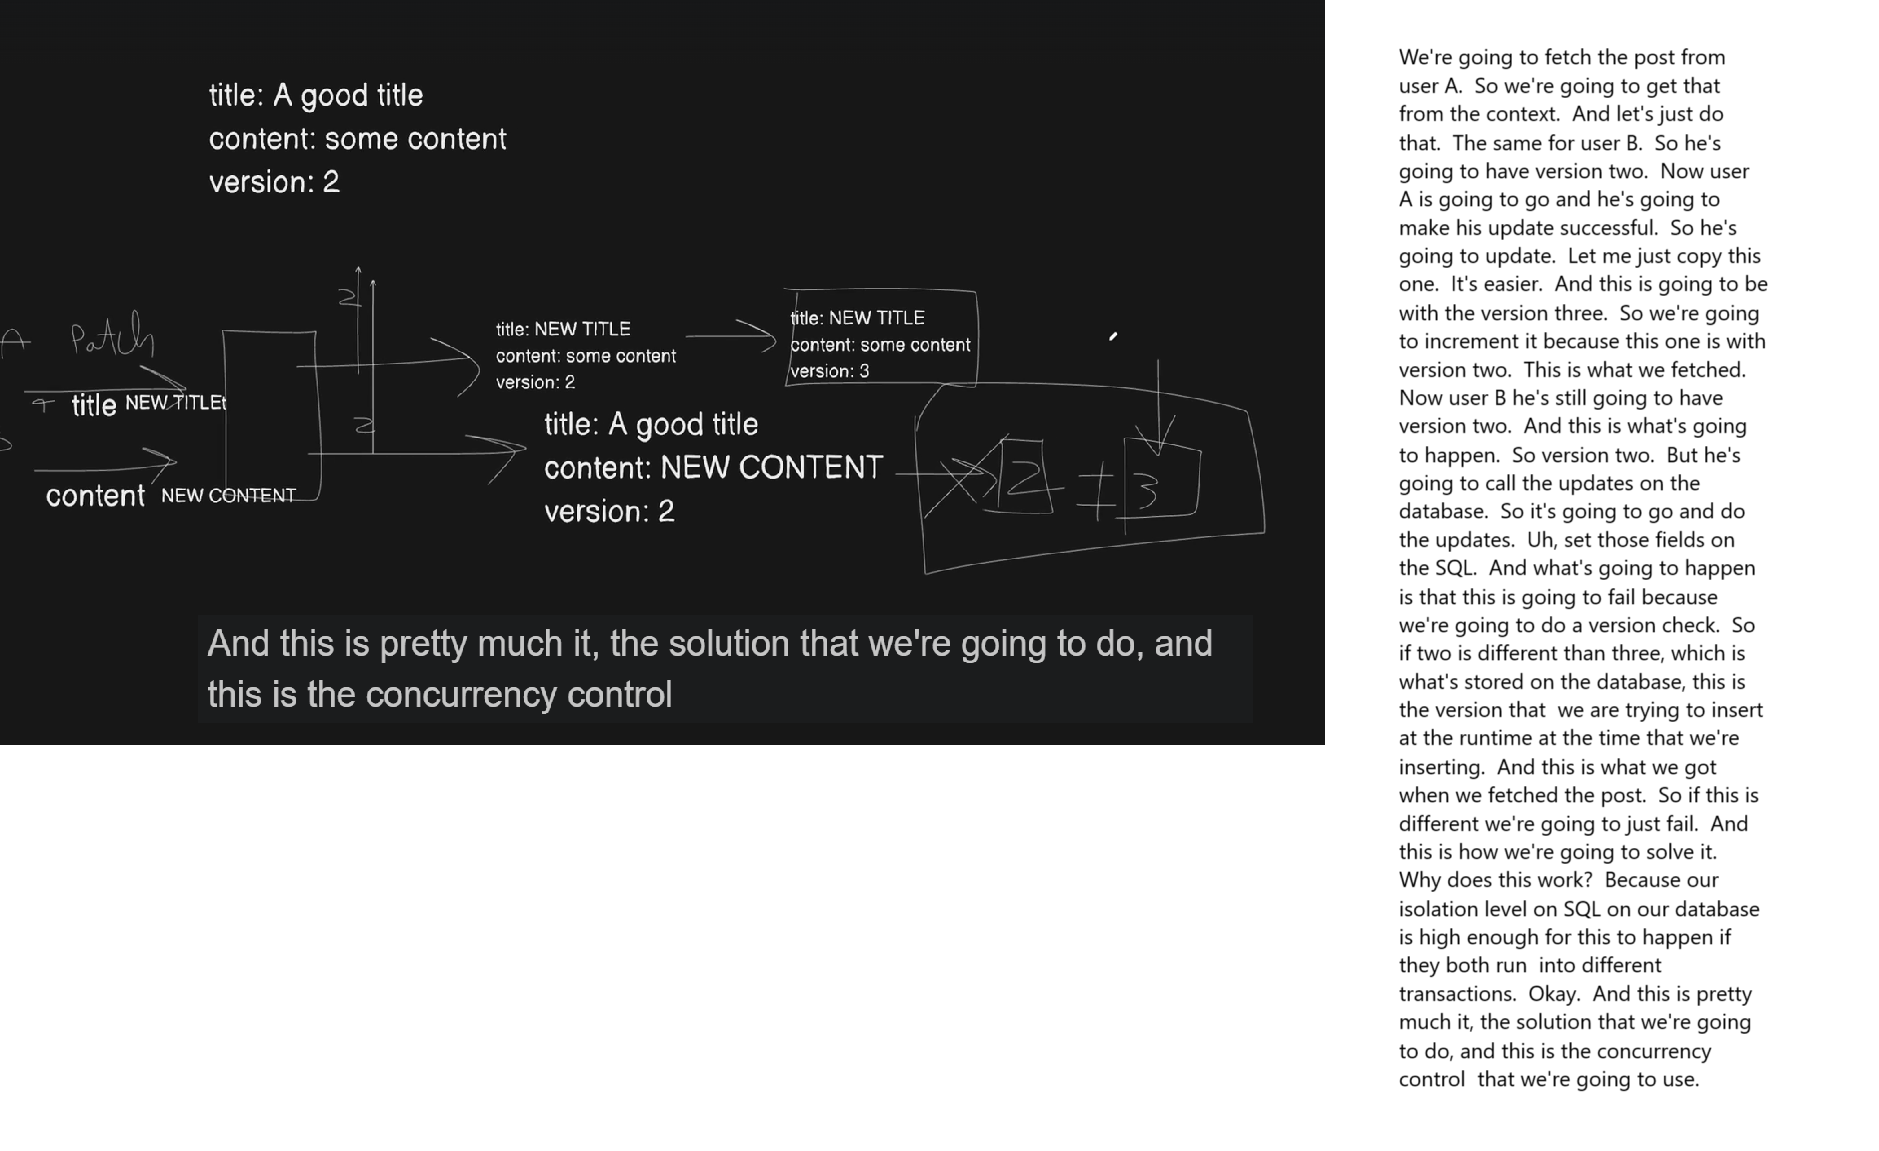 title: A good title
content: some content
version: 2
2
A Patch
title NEW TITLE
content NEW CONTENT
2
title: NEW TITLE
content: some content
version: 2
title: NEW TITLE
content: some content
version: 3
title: A good title
content: NEW CONTENT
version: 2
2 ≠ 3
And this is pretty much it, the solution that we're going to do, and
this is the concurrency control
We're going to fetch the post from
user A.  So we're going to get that
from the context.  And let's just do
that.  The same for user B.  So he's
going to have version two.  Now user
A is going to go and he's going to
make his update successful.  So he's
going to update.  Let me just copy this
one.  It's easier.  And this is going to be
with the version three.  So we're going
to increment it because this one is with
version two.  This is what we fetched.
Now user B he's still going to have
version two.  And this is what's going
to happen.  So version two.  But he's
going to call the updates on the
database.  So it's going to go and do
the updates.  Uh, set those fields on
the SQL.  And what's going to happen
is that this is going to fail because
we're going to do a version check.  So
if two is different than three, which is
what's stored on the database, this is
the version that  we are trying to insert
at the runtime at the time that we're
inserting.  And this is what we got
when we fetched the post.  So if this is
different we're going to just fail.  And
this is how we're going to solve it.
Why does this work?  Because our
isolation level on SQL on our database
is high enough for this to happen if
they both run  into different
transactions.  Okay.  And this is pretty
much it, the solution that we're going
to do, and this is the concurrency
control  that we're going to use.